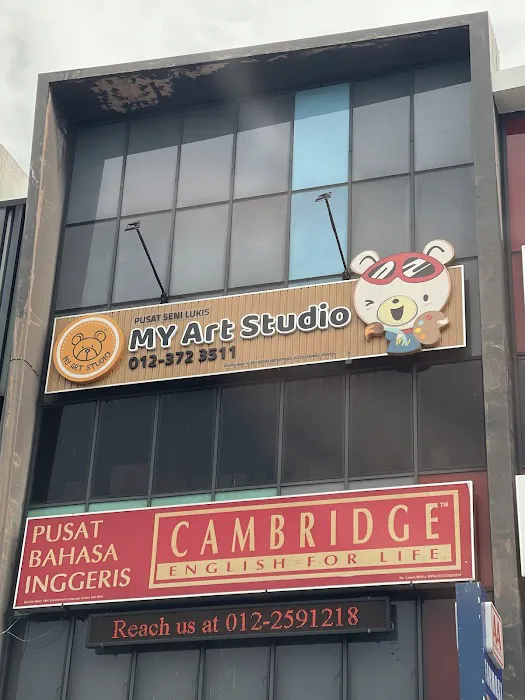 PUSAT SENI LUKIS
MY Art Studio
012-372 3511
MY ART STUDIO
PUSAT
BAHASA
INGGERIS
CAMBRIDGE™
ENGLISH FOR LIFE
Reach us at 012-2591218